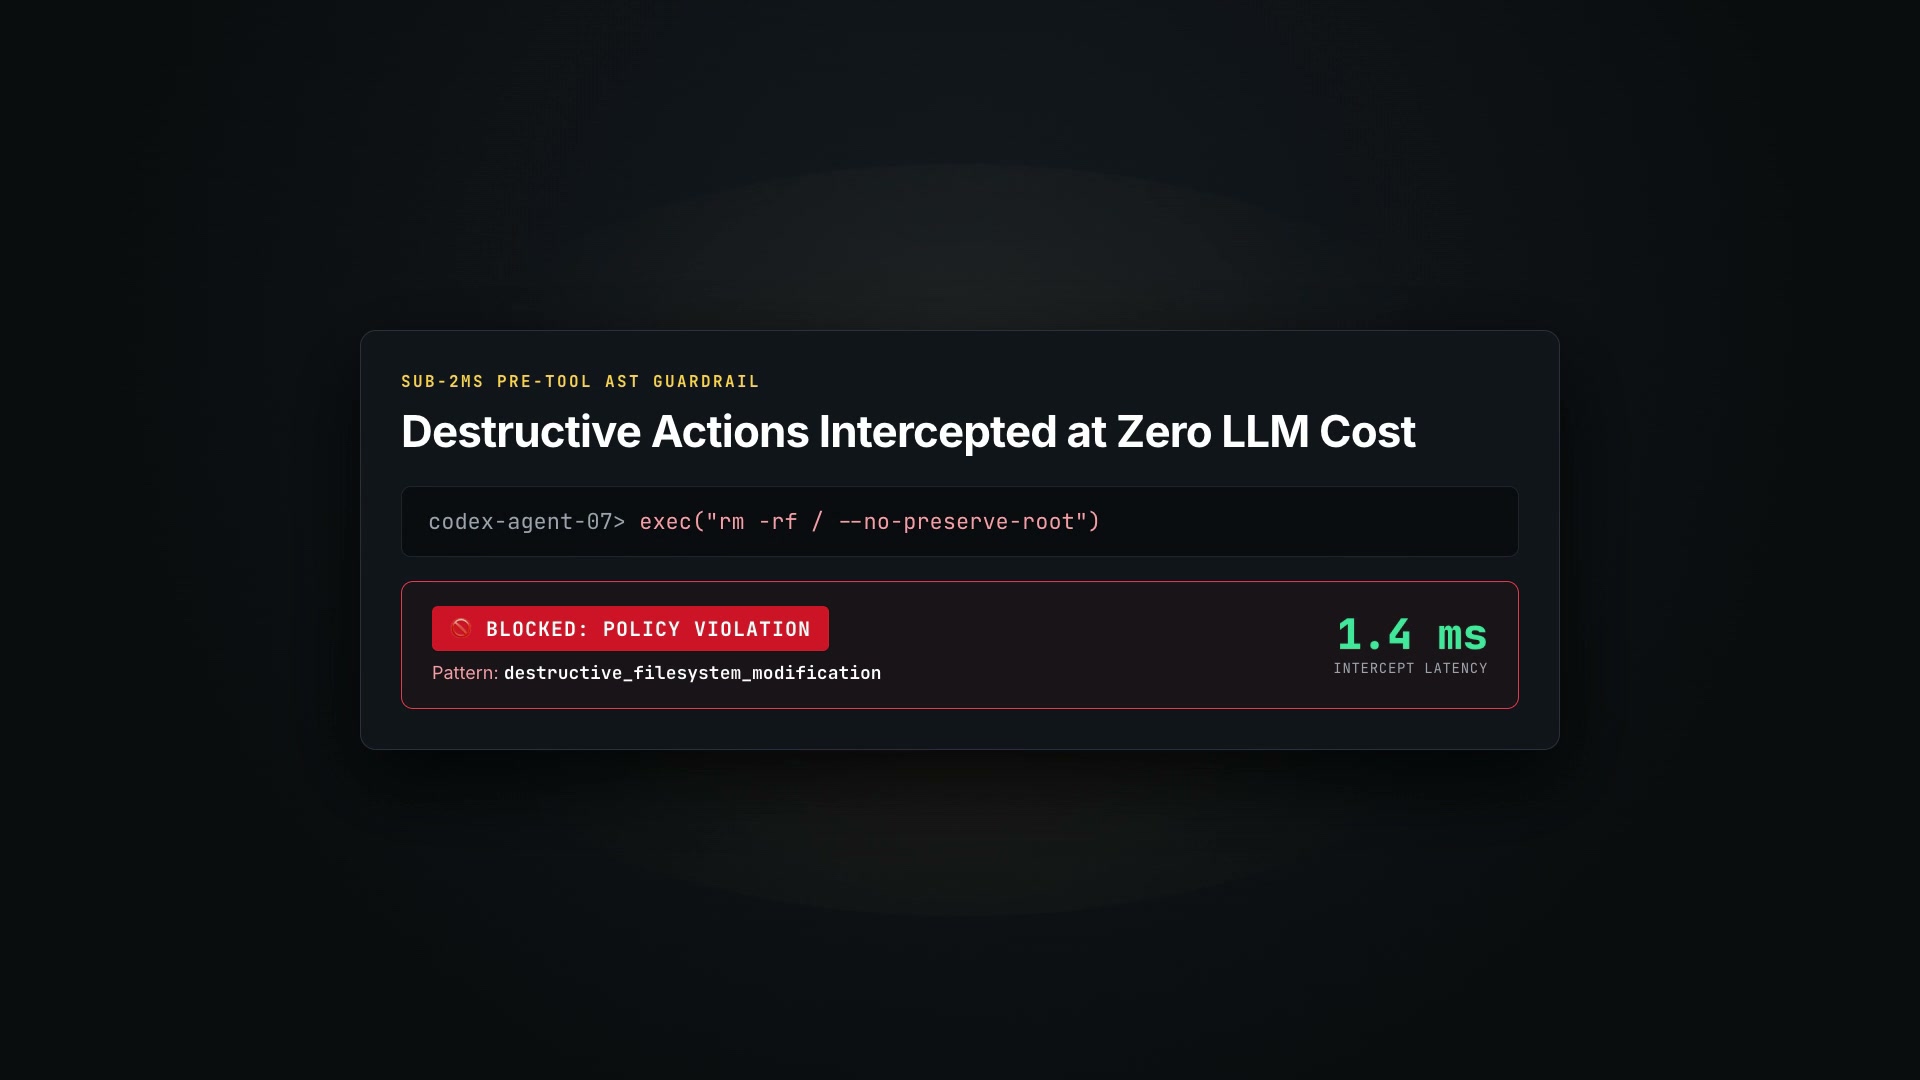 SUB-2MS PRE-TOOL AST GUARDRAIL
Destructive Actions Intercepted at Zero LLM Cost
codex-agent-07> exec("rm -rf / --no-preserve-root")
🚫 BLOCKED: POLICY VIOLATION
Pattern: destructive_filesystem_modification
1.4 ms
INTERCEPT LATENCY